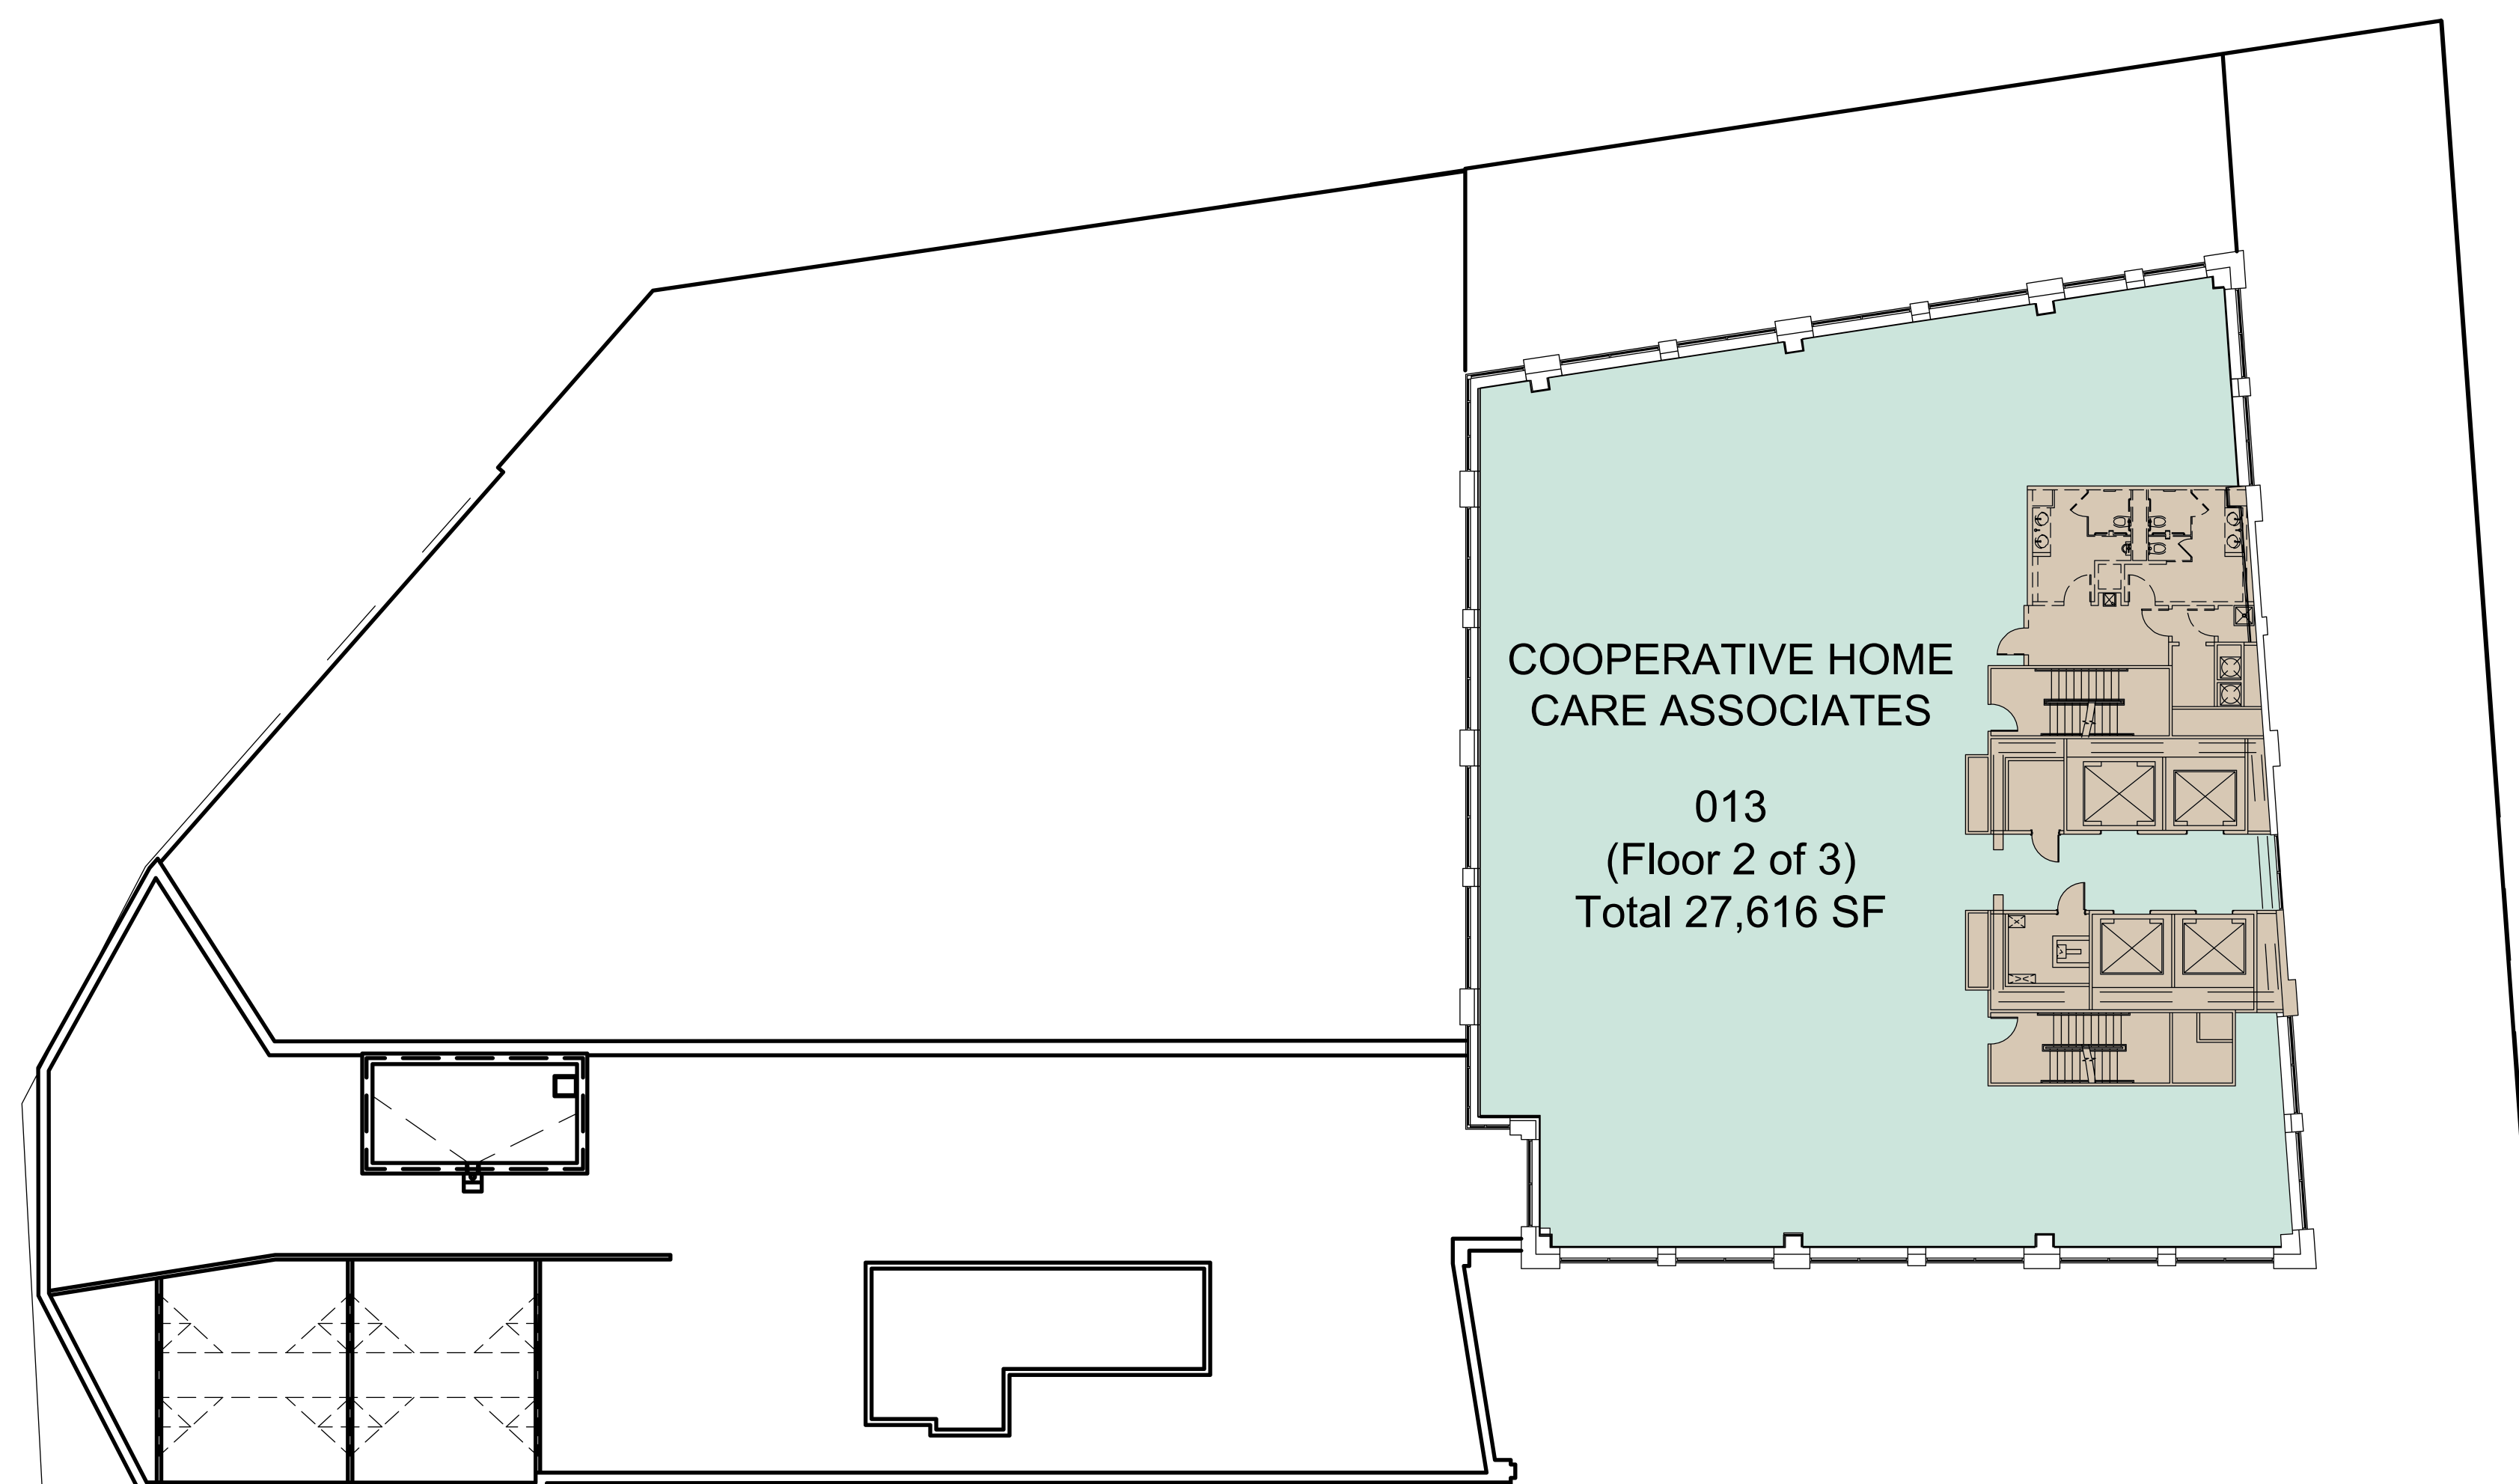 COOPERATIVE HOME
CARE ASSOCIATES
013
(Floor 2 of 3)
Total 27,616 SF